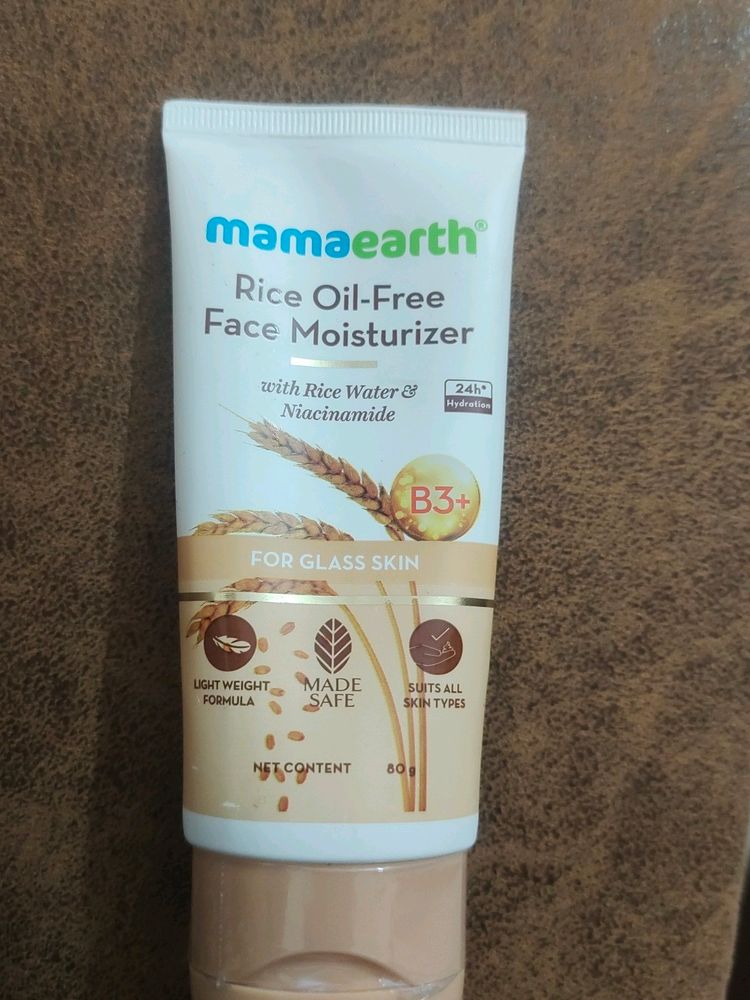 mamaearth®
Rice Oil-Free
Face Moisturizer
with Rice Water &
Niacinamide
24h*
Hydration
B3+
FOR GLASS SKIN
LIGHT WEIGHT
FORMULA
MADE
SAFE
SUITS ALL
SKIN TYPES
NET CONTENT 80 g